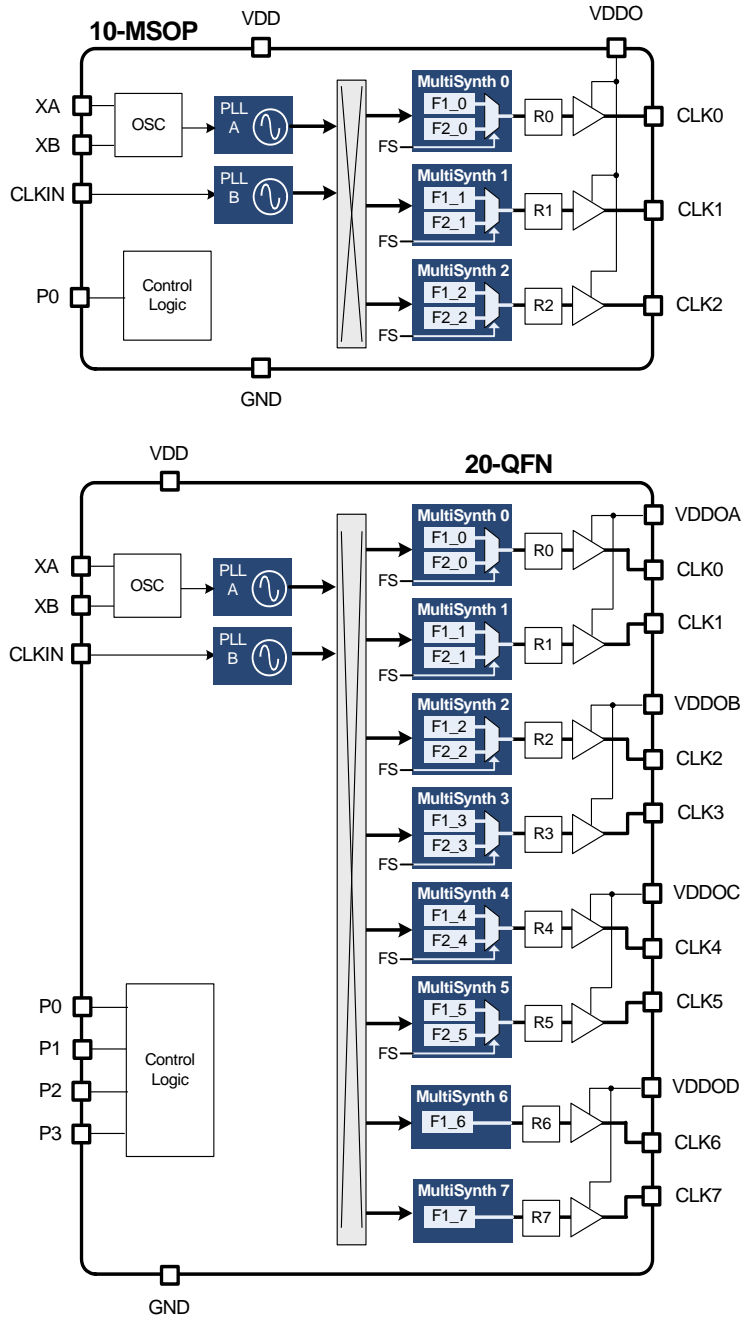 10-MSOP
VDD
VDDO
XA
XB
CLKIN
P0
OSC
PLL
A
PLL
B
Control
Logic
MultiSynth 0
F1_0
F2_0
FS
R0
CLK0
MultiSynth 1
F1_1
F2_1
FS
R1
CLK1
MultiSynth 2
F1_2
F2_2
FS
R2
CLK2
GND
VDD
20-QFN
XA
XB
CLKIN
OSC
PLL
A
PLL
B
MultiSynth 0
F1_0
F2_0
FS
R0
VDDOA
CLK0
MultiSynth 1
F1_1
F2_1
FS
R1
CLK1
MultiSynth 2
F1_2
F2_2
FS
R2
VDDOB
CLK2
MultiSynth 3
F1_3
F2_3
FS
R3
CLK3
MultiSynth 4
F1_4
F2_4
FS
R4
VDDOC
CLK4
MultiSynth 5
F1_5
F2_5
FS
R5
CLK5
P0
P1
P2
P3
Control
Logic
MultiSynth 6
F1_6
R6
VDDOD
CLK6
MultiSynth 7
F1_7
R7
CLK7
GND